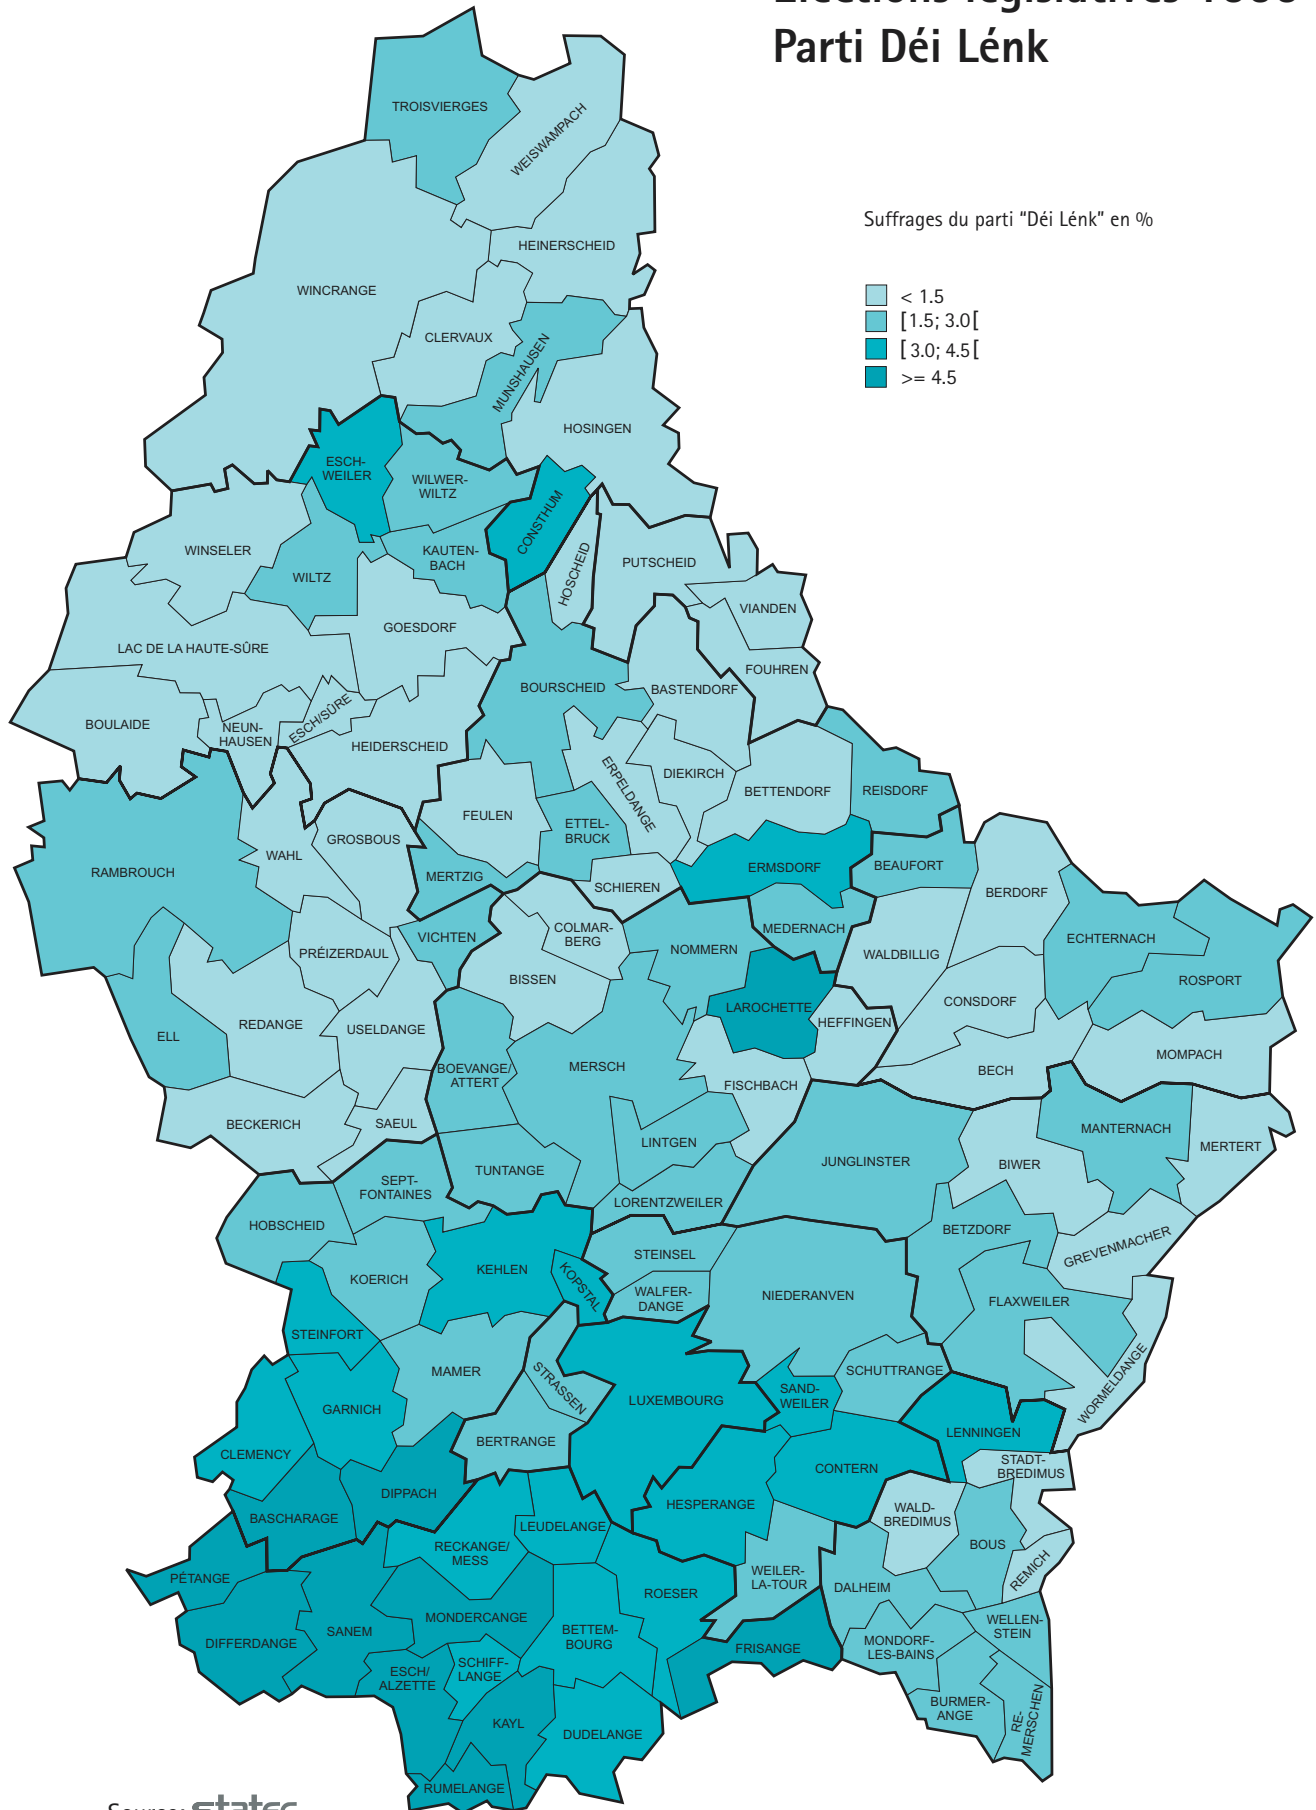 Parti Déi Lénk
Suffrages du parti "Déi Lénk" en %
< 1.5
[1.5; 3.0[
[3.0; 4.5[
>= 4.5
TROISVIERGES
WEISWAMPACH
HEINERSCHEID
WINCRANGE
CLERVAUX
MUNSHAUSEN
HOSINGEN
ESCH-
WEILER
WILWER-
WILTZ
CONSTHUM
WINSELER
WILTZ
KAUTEN-
BACH
HOSCHEID
PUTSCHEID
VIANDEN
GOESDORF
LAC DE LA HAUTE-SÛRE
FOUHREN
BOURSCHEID
BASTENDORF
BOULAIDE
NEUN-
HAUSEN
ESCH/SÛRE
HEIDERSCHEID
ERPELDANGE
DIEKIRCH
BETTENDORF
REISDORF
FEULEN
ETTEL-
BRUCK
GROSBOUS
WAHL
RAMBROUCH
MERTZIG
SCHIEREN
ERMSDORF
BEAUFORT
BERDORF
VICHTEN
COLMAR-
BERG
NOMMERN
MEDERNACH
WALDBILLIG
ECHTERNACH
ROSPORT
PRÉIZERDAUL
BISSEN
LAROCHETTE
CONSDORF
HEFFINGEN
ELL
REDANGE
USELDANGE
MERSCH
BOEVANGE/
ATTERT
FISCHBACH
BECH
MOMPACH
BECKERICH
SAEUL
LINTGEN
MANTERNACH
MERTERT
JUNGLINSTER
BIWER
TUNTANGE
SEPT-
FONTAINES
LORENTZWEILER
HOBSCHEID
BETZDORF
GREVENMACHER
STEINSEL
KEHLEN
KOPSTAL
KOERICH
WALFER-
DANGE
NIEDERANVEN
FLAXWEILER
STEINFORT
MAMER
STRASSEN
SCHUTTRANGE
WORMELDANGE
LUXEMBOURG
SAND-
WEILER
GARNICH
LENNINGEN
BERTRANGE
CLEMENCY
CONTERN
STADT-
BREDIMUS
DIPPACH
HESPERANGE
WALD-
BREDIMUS
BASCHARAGE
LEUDELANGE
RECKANGE/
MESS
BOUS
REMICH
PÉTANGE
WEILER-
LA-TOUR
ROESER
DALHEIM
MONDERCANGE
WELLEN-
STEIN
DIFFERDANGE
SANEM
BETTEM-
BOURG
FRISANGE
MONDORF-
LES-BAINS
SCHIFF-
LANGE
ESCH/
ALZETTE
BURMER-
ANGE
RE-
MERSCHEN
KAYL
DUDELANGE
RUMELANGE